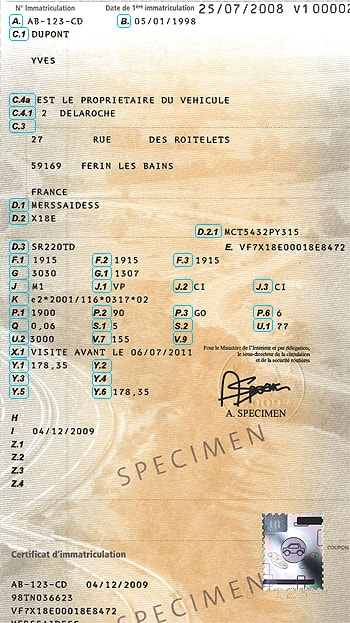 N° Immatriculation Date de 1ère immatriculation 25/07/2008 V1 00002
A. AB-123-CD B. 05/01/1998
C.1 DUPONT
YVES
C.4a EST LE PROPRIETAIRE DU VEHICULE
C.4.1 2 DELAROCHE
C.3
27 RUE DES ROITELETS
59169 FERIN LES BAINS
FRANCE
D.1 MERSSAIDESS
D.2 X18E
D.2.1 MCT5432PY315
D.3 SR220TD E. VF7X18E00018E8472
F.1 1915 F.2 1915 F.3 1915
G 3030 G.1 1307
J M1 J.1 VP J.2 CI J.3 CI
K e2*2001/116*0317*02
P.1 1900 P.2 90 P.3 GO P.6 6
Q 0,06 S.1 5 S.2 U.1 77
U.2 3000 V.7 155 V.9
X.1 VISITE AVANT LE 06/07/2011
Pour le Ministère de l'Intérieur et par délégation,
le sous-directeur de la circulation
et de la sécurité routières
Y.1 178,35 Y.2
Y.3 Y.4
Y.5 Y.6 178,35
A. SPECIMEN
H
I 04/12/2009
Z.1
Z.2
Z.3
Z.4
SPECIMEN
Certificat d'immatriculation
COUPON
AB-123-CD 04/12/2009
98TN036623
VF7X18E00018E8472
MERSSAIDESS
SPECIMEN